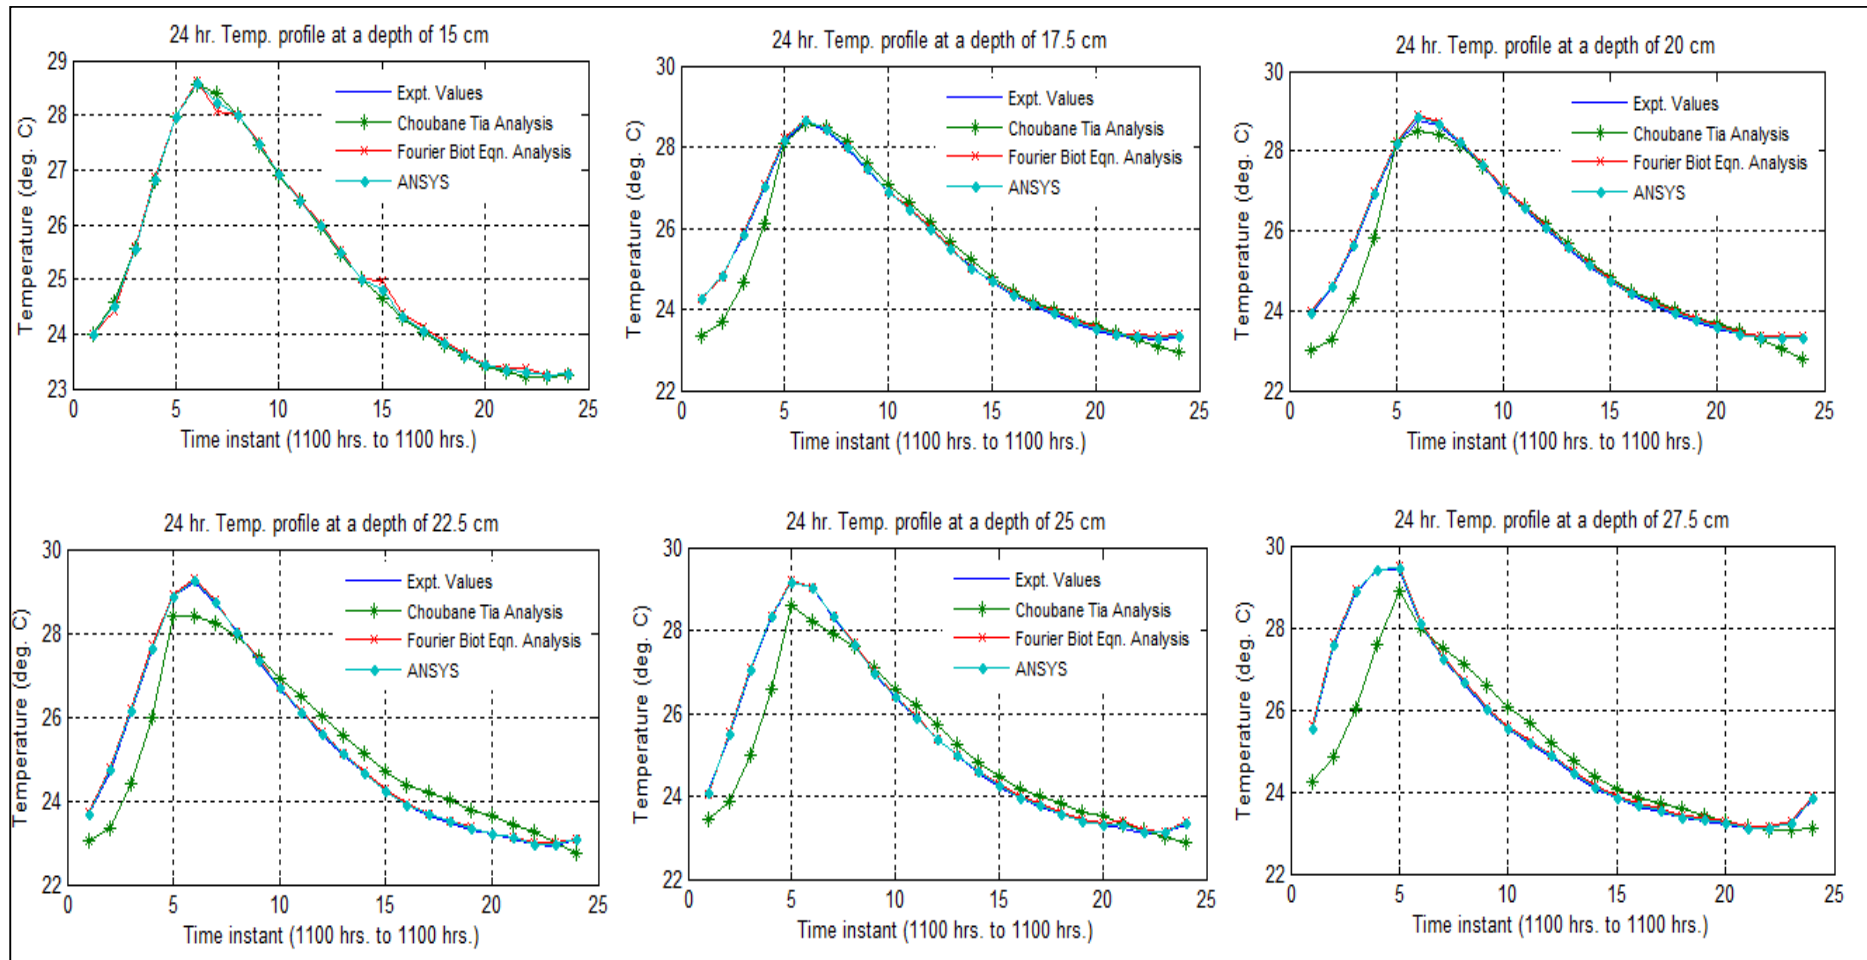 24 hr. Temp. profile at a depth of 15 cm
29
28
27
26
25
24
23
Temperature (deg. C)
Expt. Values
Choubane Tia Analysis
Fourier Biot Eqn. Analysis
ANSYS
0 5 10 15 20 25
Time instant (1100 hrs. to 1100 hrs.)
24 hr. Temp. profile at a depth of 17.5 cm
30
28
26
24
22
Temperature (deg. C)
Expt. Values
Choubane Tia Analysis
Fourier Biot Eqn. Analysis
ANSYS
0 5 10 15 20 25
Time instant (1100 hrs. to 1100 hrs.)
24 hr. Temp. profile at a depth of 20 cm
30
28
26
24
22
Temperature (deg. C)
Expt. Values
Choubane Tia Analysis
Fourier Biot Eqn. Analysis
ANSYS
0 5 10 15 20 25
Time instant (1100 hrs. to 1100 hrs.)
24 hr. Temp. profile at a depth of 22.5 cm
30
28
26
24
22
Temperature (deg. C)
Expt. Values
Choubane Tia Analysis
Fourier Biot Eqn. Analysis
ANSYS
0 5 10 15 20 25
Time instant (1100 hrs. to 1100 hrs.)
24 hr. Temp. profile at a depth of 25 cm
30
28
26
24
22
Temperature (deg. C)
Expt. Values
Choubane Tia Analysis
Fourier Biot Eqn. Analysis
ANSYS
0 5 10 15 20 25
Time instant (1100 hrs. to 1100 hrs.)
24 hr. Temp. profile at a depth of 27.5 cm
30
28
26
24
22
Temperature (deg. C)
0 5 10 15 20 25
Time instant (1100 hrs. to 1100 hrs.)